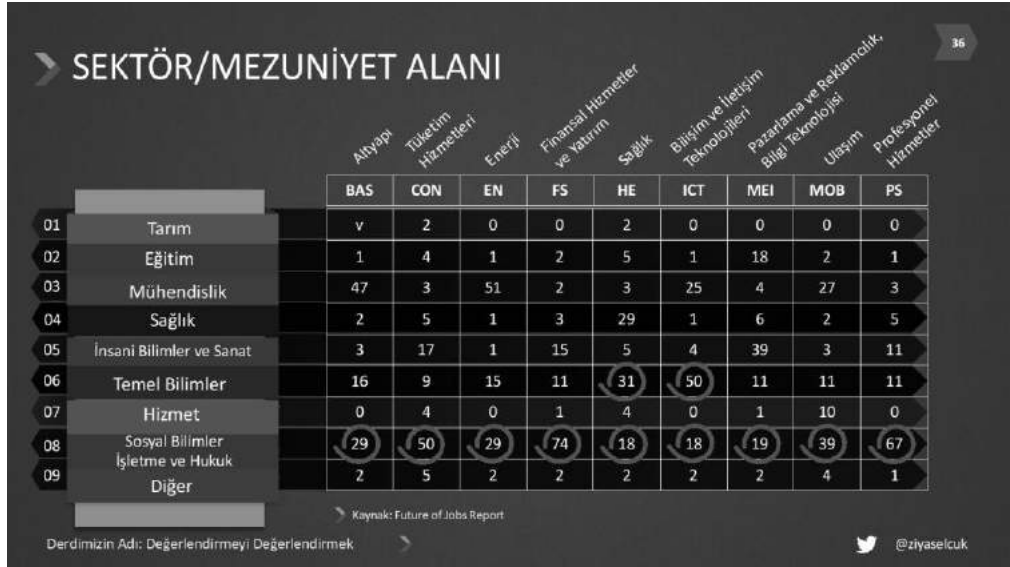 36
SEKTÖR/MEZUNİYET ALANI
Altyapı
Tüketim
Hizmetleri
Enerji
Finansal Hizmetler
ve Yatırım
Sağlık
Bilişim ve İletişim
Teknolojileri
Pazarlama ve Reklamcılık,
Bilgi Teknolojisi
Ulaşım
Profesyonel
Hizmetler
BAS CON EN FS HE ICT MEI MOB PS
01 Tarım v 2 0 0 2 0 0 0 0
02 Eğitim 1 4 1 2 5 1 18 2 1
03 Mühendislik 47 3 51 2 3 25 4 27 3
04 Sağlık 2 5 1 3 29 1 6 2 5
05 İnsani Bilimler ve Sanat 3 17 1 15 5 4 39 3 11
06 Temel Bilimler 16 9 15 11 31 50 11 11 11
07 Hizmet 0 4 0 1 4 0 1 10 0
08 Sosyal Bilimler 29 50 29 74 18 18 19 39 67
İşletme ve Hukuk
09 Diğer 2 5 2 2 2 2 2 4 1
Kaynak: Future of Jobs Report
Derdimizin Adı: Değerlendirmeyi Değerlendirmek
@ziyaselcuk